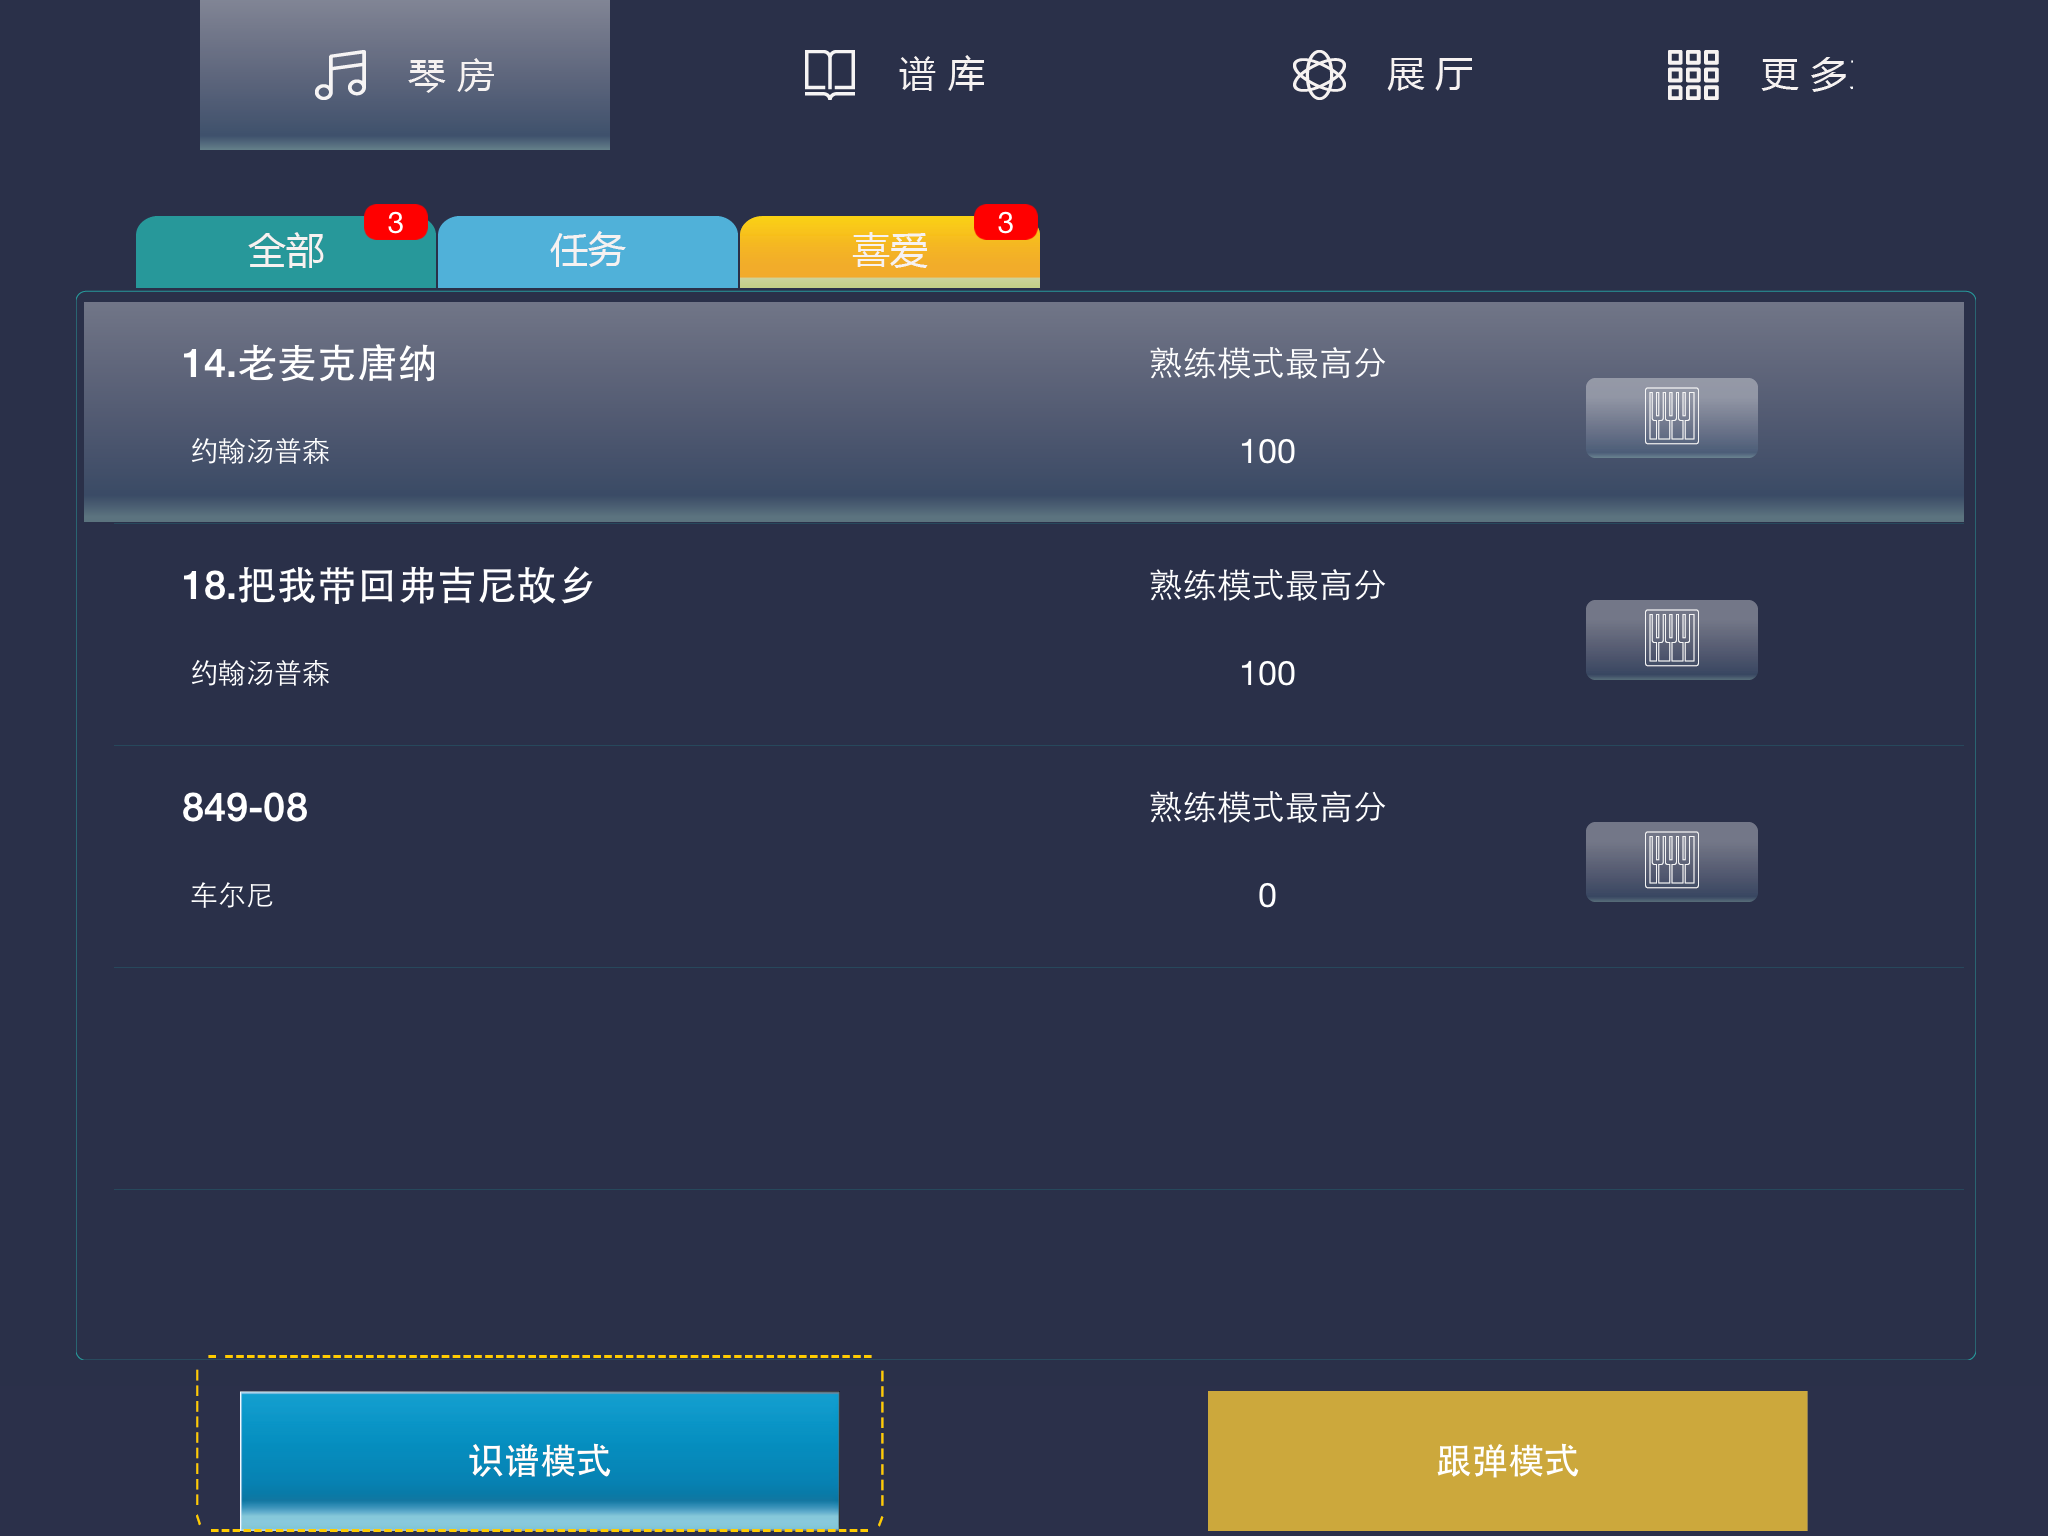 琴房 谱库 展厅 更多
全部 3 任务 喜爱 3
14.老麦克唐纳 熟练模式最高分
约翰汤普森 100
18.把我带回弗吉尼故乡 熟练模式最高分
约翰汤普森 100
849-08 熟练模式最高分
车尔尼 0
识谱模式 跟弹模式